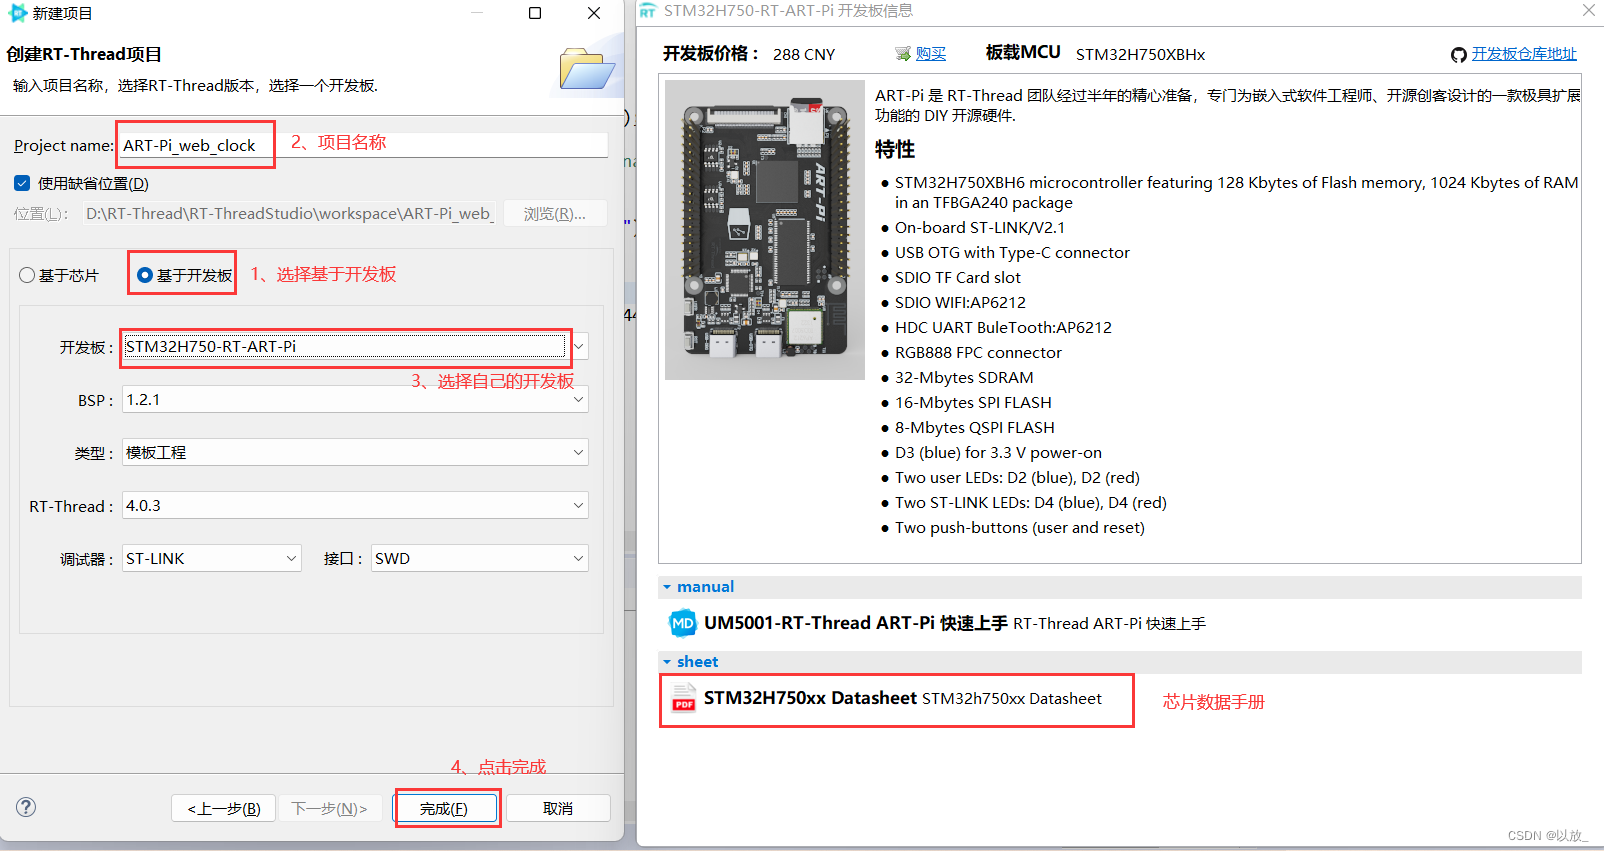 新建项目
创建RT-Thread项目
输入项目名称，选择RT-Thread版本，选择一个开发板.
Project name: ART-Pi_web_clock
2、项目名称
使用缺省位置(D)
位置(L)： D:\RT-Thread\RT-ThreadStudio\workspace\ART-Pi_web_ 浏览(R)...
基于芯片 基于开发板
1、选择基于开发板
开发板： STM32H750-RT-ART-Pi
3、选择自己的开发板
BSP： 1.2.1
类型： 模板工程
RT-Thread： 4.0.3
调试器： ST-LINK 接口： SWD
4、点击完成
<上一步(B) 下一步(N)> 完成(F) 取消
RT STM32H750-RT-ART-Pi 开发板信息
开发板价格： 288 CNY 购买 板载MCU STM32H750XBHx 开发板仓库地址
ART-Pi
ART-Pi 是 RT-Thread 团队经过半年的精心准备，专门为嵌入式软件工程师、开源创客设计的一款极具扩展
功能的 DIY 开源硬件.
特性
● STM32H750XBH6 microcontroller featuring 128 Kbytes of Flash memory, 1024 Kbytes of RAM
in an TFBGA240 package
● On-board ST-LINK/V2.1
● USB OTG with Type-C connector
● SDIO TF Card slot
● SDIO WIFI:AP6212
● HDC UART BuleTooth:AP6212
● RGB888 FPC connector
● 32-Mbytes SDRAM
● 16-Mbytes SPI FLASH
● 8-Mbytes QSPI FLASH
● D3 (blue) for 3.3 V power-on
● Two user LEDs: D2 (blue), D2 (red)
● Two ST-LINK LEDs: D4 (blue), D4 (red)
● Two push-buttons (user and reset)
manual
MD UM5001-RT-Thread ART-Pi 快速上手 RT-Thread ART-Pi 快速上手
sheet
PDF STM32H750xx Datasheet STM32h750xx Datasheet
芯片数据手册
CSDN @以放_